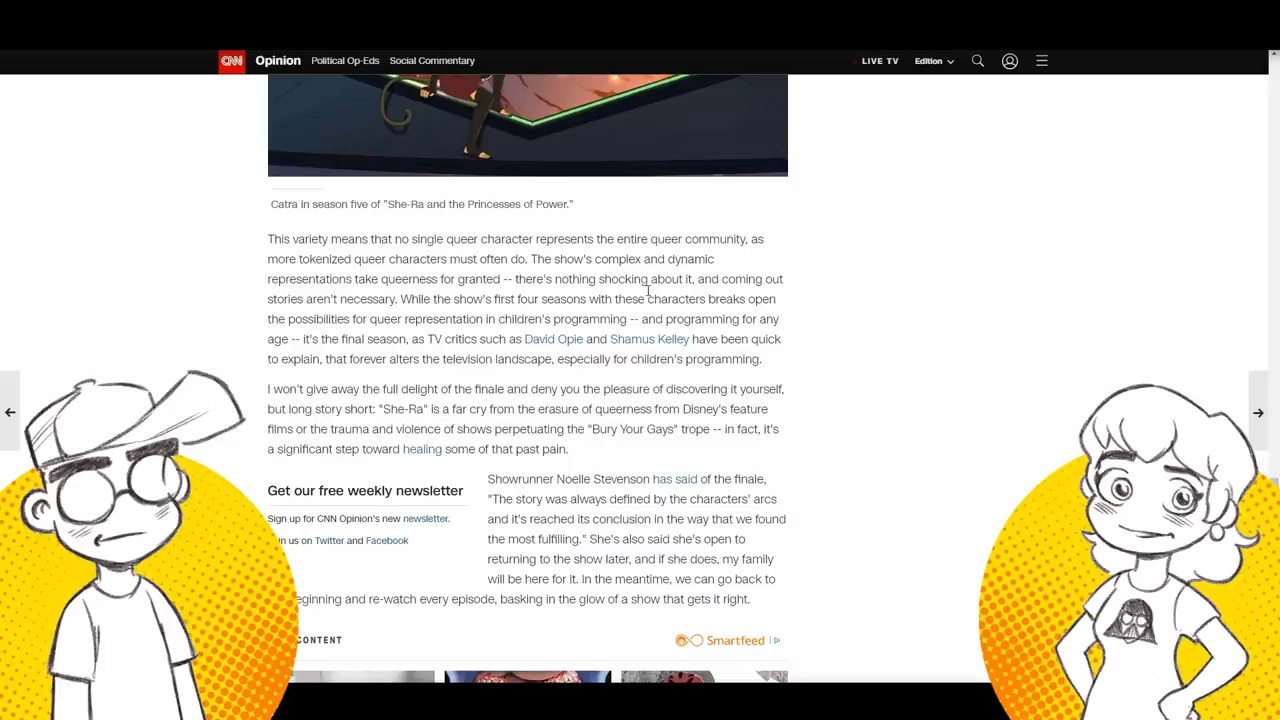 CNN Opinion Political Op-Eds Social Commentary LIVE TV Edition
Catra in season five of "She-Ra and the Princesses of Power."
This variety means that no single queer character represents the entire queer community, as
more tokenized queer characters must often do. The show's complex and dynamic
representations take queerness for granted -- there's nothing shocking about it, and coming out
stories aren't necessary. While the show's first four seasons with these characters breaks open
the possibilities for queer representation in children's programming -- and programming for any
age -- it's the final season, as TV critics such as David Opie and Shamus Kelley have been quick
to explain, that forever alters the television landscape, especially for children's programming.
I won't give away the full delight of the finale and deny you the pleasure of discovering it yourself,
but long story short: "She-Ra" is a far cry from the erasure of queerness from Disney's feature
films or the trauma and violence of shows perpetuating the "Bury Your Gays" trope -- in fact, it's
a significant step toward healing some of that past pain.
Get our free weekly newsletter
Sign up for CNN Opinion's new newsletter.
in us on Twitter and Facebook
Showrunner Noelle Stevenson has said of the finale,
"The story was always defined by the characters' arcs
and it's reached its conclusion in the way that we found
the most fulfilling." She's also said she's open to
returning to the show later, and if she does, my family
will be here for it. In the meantime, we can go back to
eginning and re-watch every episode, basking in the glow of a show that gets it right.
CONTENT
Smartfeed